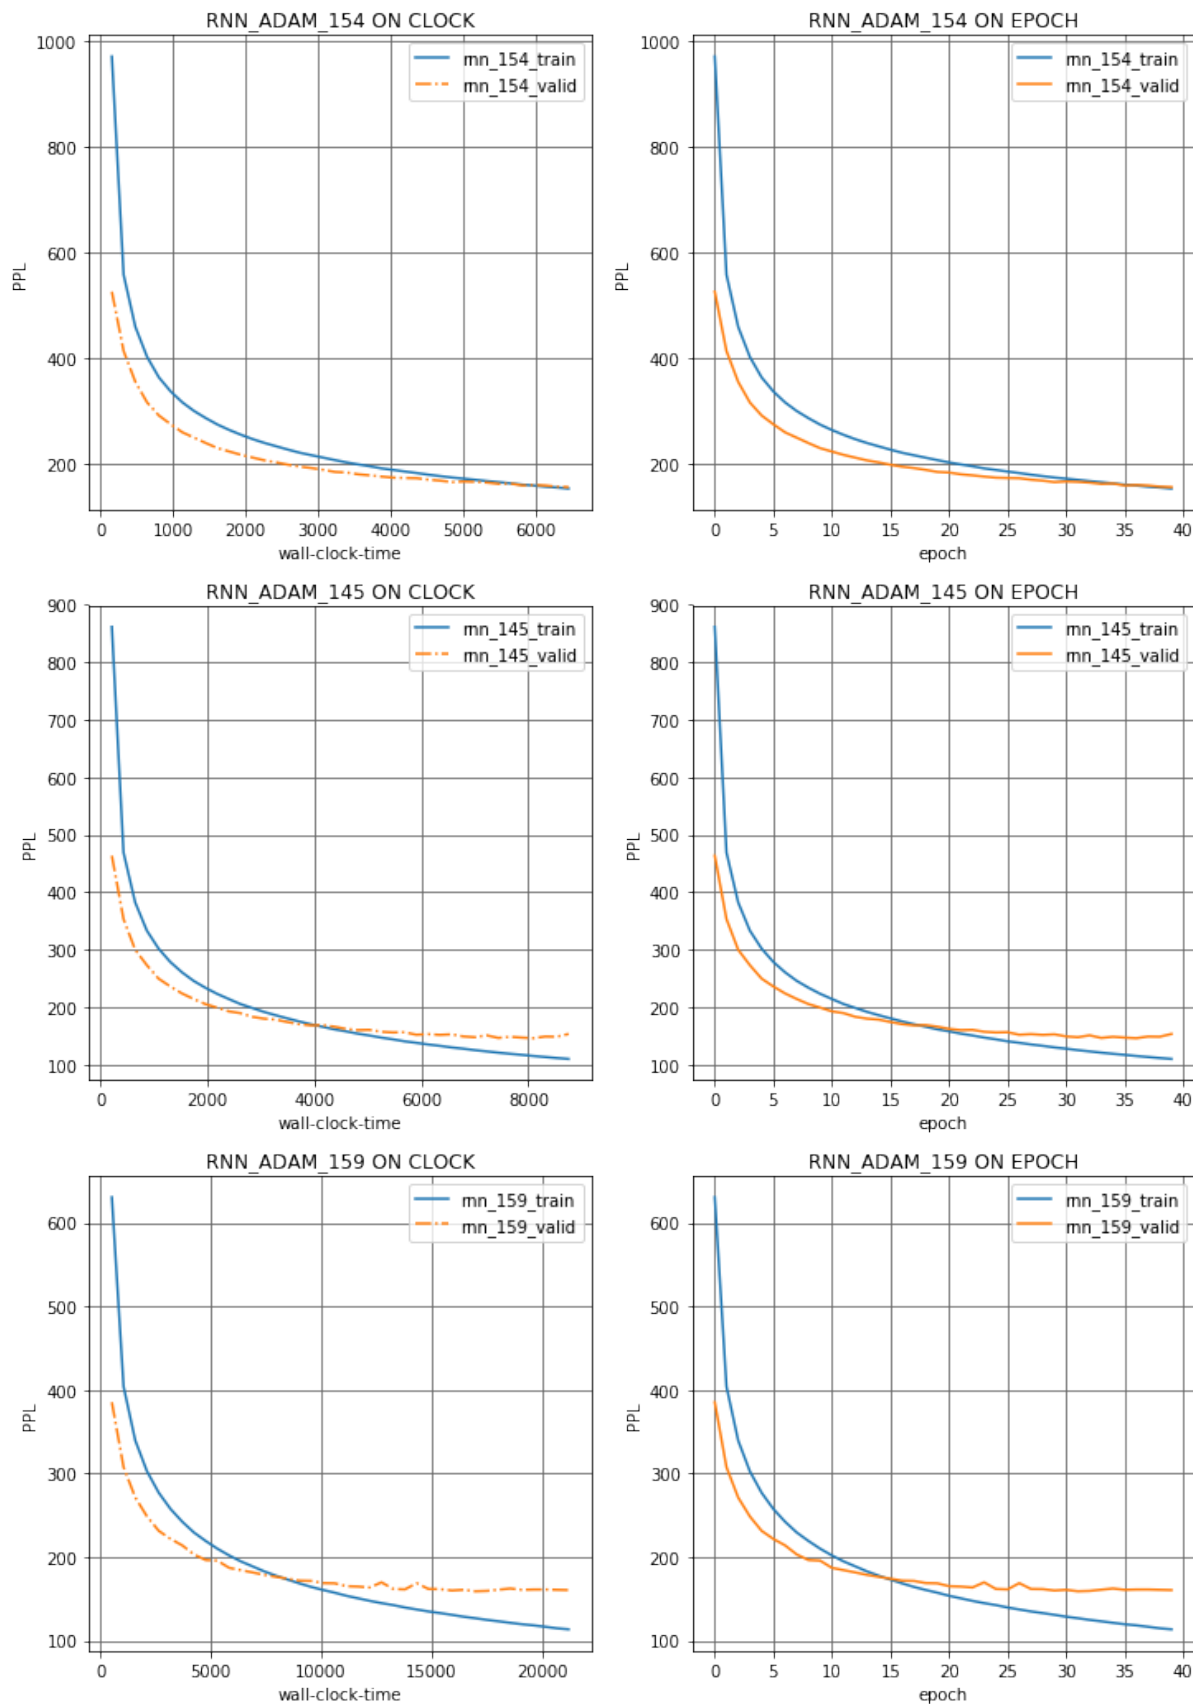 RNN_ADAM_154 ON CLOCK
rnn_154_train
rnn_154_valid
1000
800
600
400
200
PPL
0 1000 2000 3000 4000 5000 6000
wall-clock-time
RNN_ADAM_154 ON EPOCH
rnn_154_train
rnn_154_valid
1000
800
600
400
200
PPL
0 5 10 15 20 25 30 35 40
epoch
RNN_ADAM_145 ON CLOCK
rnn_145_train
rnn_145_valid
900
800
700
600
500
400
300
200
100
PPL
0 2000 4000 6000 8000
wall-clock-time
RNN_ADAM_145 ON EPOCH
rnn_145_train
rnn_145_valid
900
800
700
600
500
400
300
200
100
PPL
0 5 10 15 20 25 30 35 40
epoch
RNN_ADAM_159 ON CLOCK
rnn_159_train
rnn_159_valid
600
500
400
300
200
100
PPL
0 5000 10000 15000 20000
wall-clock-time
RNN_ADAM_159 ON EPOCH
rnn_159_train
rnn_159_valid
600
500
400
300
200
100
PPL
0 5 10 15 20 25 30 35 40
epoch